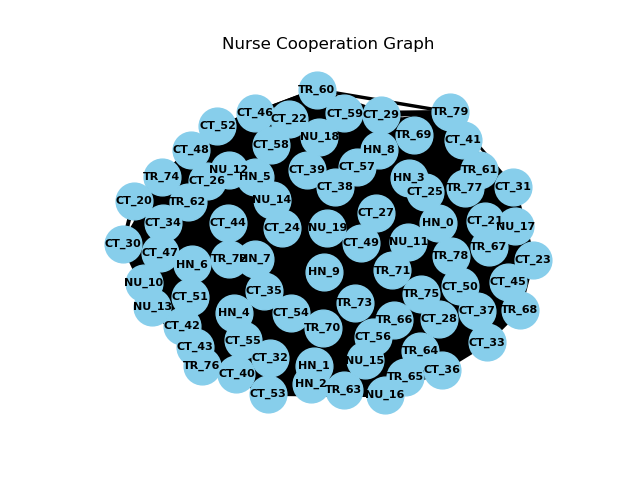 Nurse Cooperation Graph
TR_60
TR_79
CT_46
CT_59
CT_29
CT_22
CT_52
TR_69
NU_18
CT_41
CT_58
CT_48
HN_8
CT_57
CT_39
NU_12
TR_61
TR_74
HN_5
HN_3
CT_26
CT_38
TR_77
CT_31
CT_25
NU_14
CT_20
TR_62
CT_27
CT_34
CT_44
HN_0
CT_21
NU_17
CT_24
NU_19
CT_30
CT_49
NU_11
TR_67
CT_47
HN_7
TR_78
CT_23
HN_6
HN_9
TR_71
NU_10
CT_45
CT_50
CT_35
TR_75
CT_51
TR_73
NU_13
TR_68
CT_37
HN_4
CT_54
TR_66
CT_28
CT_42
TR_70
CT_56
CT_55
CT_33
CT_43
TR_64
CT_32
NU_15
TR_76
HN_1
CT_36
CT_40
TR_65
HN_2
TR_63
CT_53
NU_16